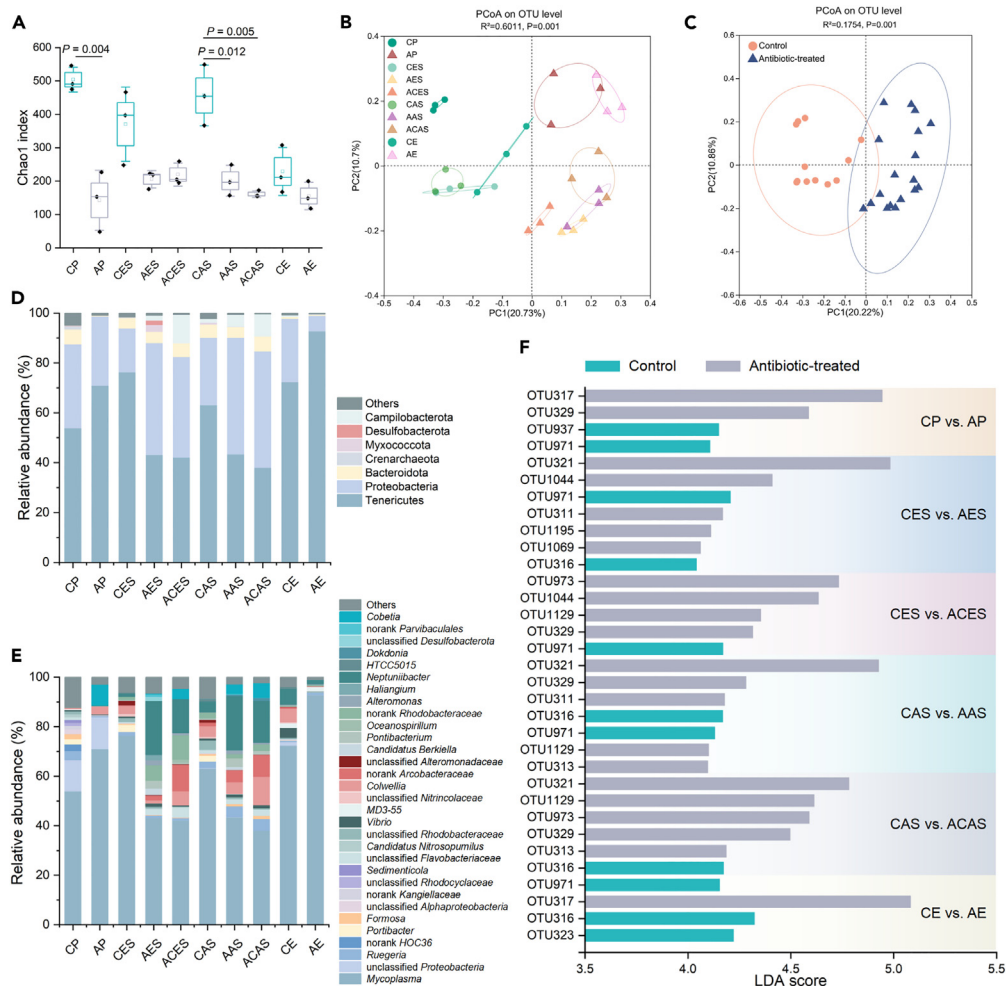 A
Chao1 index
600
500
400
300
200
100
0
P = 0.004
P = 0.005
P = 0.012
CP
AP
CES
AES
ACES
CAS
AAS
ACAS
CE
AE
B
PCoA on OTU level
R²=0.6011, P=0.001
PC2(10.7%)
0.4
0.2
0
-0.2
-0.4
CP
AP
CES
AES
ACES
CAS
AAS
ACAS
CE
AE
-0.5
-0.4
-0.3
-0.2
-0.1
0
0.1
0.2
0.3
0.4
PC1(20.73%)
C
PCoA on OTU level
R²=0.1754, P=0.001
PC2(10.86%)
0.6
0.4
0.2
0
-0.2
-0.4
-0.6
Control
Antibiotic-treated
-0.6
-0.5
-0.4
-0.3
-0.2
-0.1
0
0.1
0.2
0.3
0.4
0.5
PC1(20.22%)
D
Relative abundance (%)
100
80
60
40
20
0
CP
AP
CES
AES
ACES
CAS
AAS
ACAS
CE
AE
Others
Campilobacterota
Desulfobacterota
Myxococcota
Crenarchaeota
Bacteroidota
Proteobacteria
Tenericutes
E
Relative abundance (%)
100
80
60
40
20
0
CP
AP
CES
AES
ACES
CAS
AAS
ACAS
CE
AE
Others
Cobetia
norank Parvibaculales
unclassified Desulfobacterota
Dokdonia
HTCC5015
Neptuniibacter
Haliangium
Alteromonas
norank Rhodobacteraceae
Oceanospirillum
Pontibacterium
Candidatus Berkiella
unclassified Alteromonadaceae
norank Arcobacteraceae
Colwellia
unclassified Nitrincolaceae
MD3-55
Vibrio
unclassified Rhodobacteraceae
Candidatus Nitrosopumilus
unclassified Flavobacteriaceae
Sedimenticola
unclassified Rhodocyclaceae
norank Kangiellaceae
unclassified Alphaproteobacteria
Formosa
Portibacter
norank HOC36
Ruegeria
unclassified Proteobacteria
Mycoplasma
F
Control
Antibiotic-treated
OTU317
OTU329
OTU937
OTU971
CP vs. AP
OTU321
OTU1044
OTU971
OTU311
OTU1195
OTU1069
OTU316
CES vs. AES
OTU973
OTU1044
OTU1129
OTU329
OTU971
CES vs. ACES
OTU321
OTU329
OTU311
OTU316
OTU971
OTU1129
OTU313
CAS vs. AAS
OTU321
OTU1129
OTU973
OTU329
OTU313
OTU316
CAS vs. ACAS
OTU971
OTU317
OTU316
OTU323
CE vs. AE
3.5
4.0
4.5
5.0
5.5
LDA score